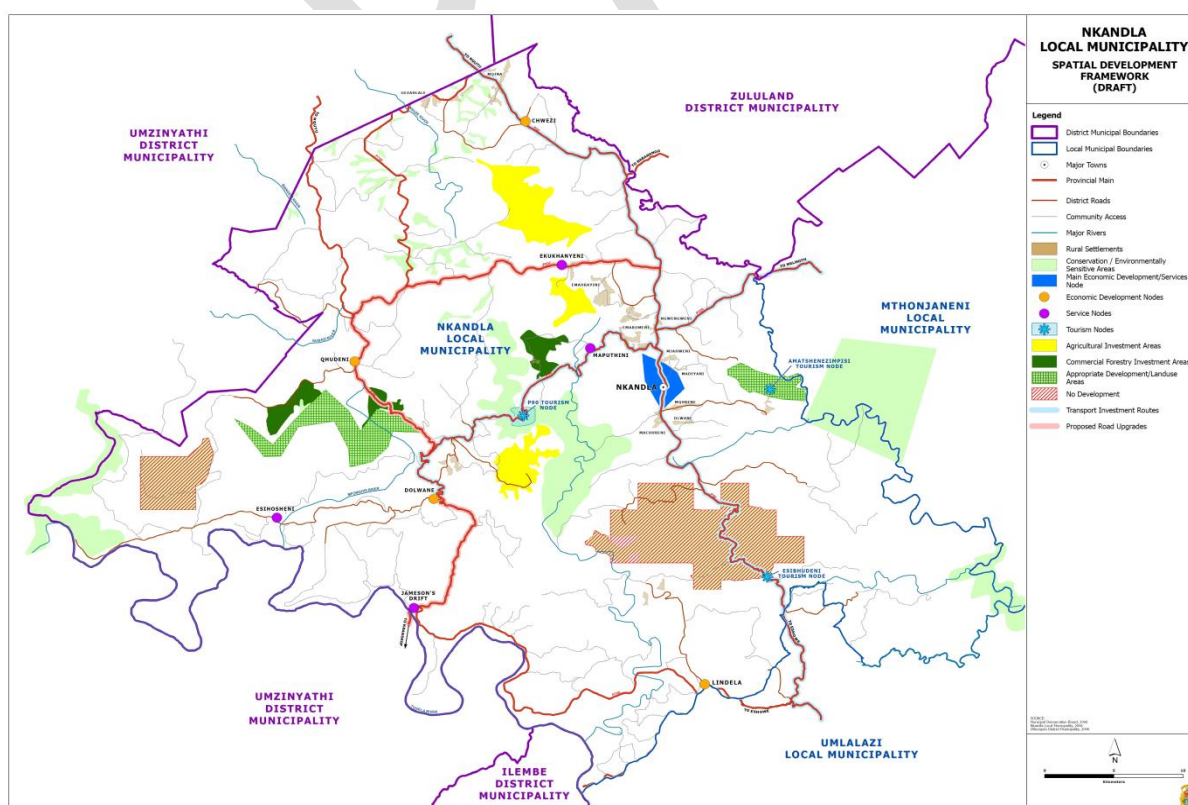 NKANDLA
LOCAL MUNICIPALITY
SPATIAL DEVELOPMENT
FRAMEWORK
(DRAFT)
Legend
District Municipal Boundaries
Local Municipal Boundaries
Major Towns
Provincial Main
District Roads
Community Access
Major Rivers
Rural Settlements
Conservation / Environmentally
Sensitive Areas
Main Economic Development/Services
Node
Economic Development Nodes
Service Nodes
Tourism Nodes
Agricultural Investment Areas
Commercial Forestry Investment Areas
Appropriate Development/Landuse
Areas
No Development
Transport Investment Routes
Proposed Road Upgrades
N
Kilometers
ZULULAND
DISTRICT MUNICIPALITY
UMZINYATHI
DISTRICT
MUNICIPALITY
CHWEZI
EKUKHANYENI
NKANDLA
LOCAL
MUNICIPALITY
MTHONJANENI
LOCAL
MUNICIPALITY
QHUDENI
MAPUTHINI
NKANDLA
AMATSHENEZIMPISI
TOURISM NODE
P50 TOURISM
NODE
DOLWANE
ESIHOSHENI
ESIBHUDENI
TOURISM NODE
JAMESON'S
DRIFT
LINDELA
UMZINYATHI
DISTRICT
MUNICIPALITY
UMLALAZI
LOCAL MUNICIPALITY
ILEMBE
DISTRICT
MUNICIPALITY